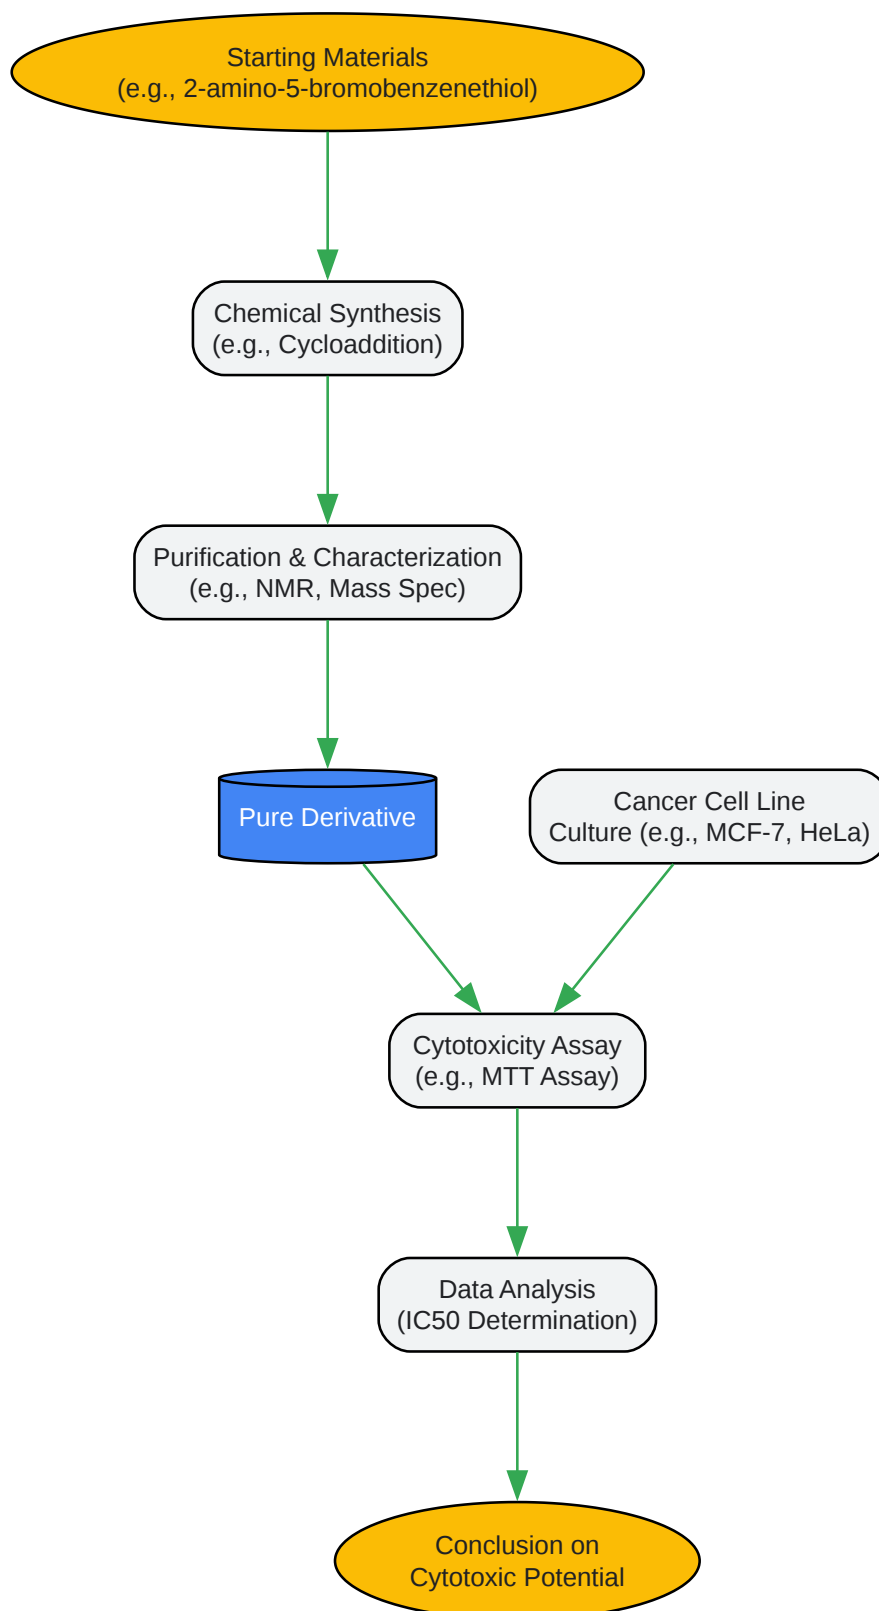 Starting Materials
(e.g., 2-amino-5-bromobenzenethiol)
Chemical Synthesis
(e.g., Cycloaddition)
Purification & Characterization
(e.g., NMR, Mass Spec)
Pure Derivative
Cancer Cell Line
Culture (e.g., MCF-7, HeLa)
Cytotoxicity Assay
(e.g., MTT Assay)
Data Analysis
(IC50 Determination)
Conclusion on
Cytotoxic Potential